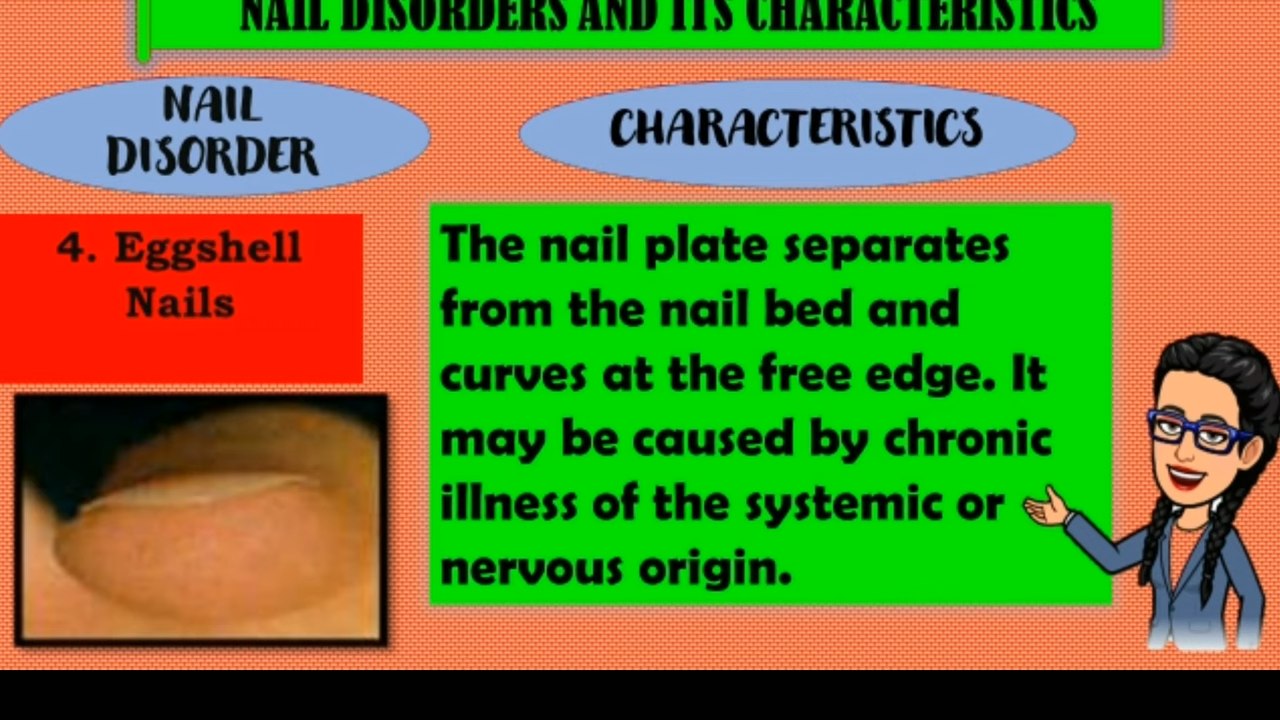 NAIL DISORDERS AND ITS CHARACTERISTICS
NAIL
DISORDER
CHARACTERISTICS
4. Eggshell
Nails
The nail plate separates
from the nail bed and
curves at the free edge. It
may be caused by chronic
illness of the systemic or
nervous origin.